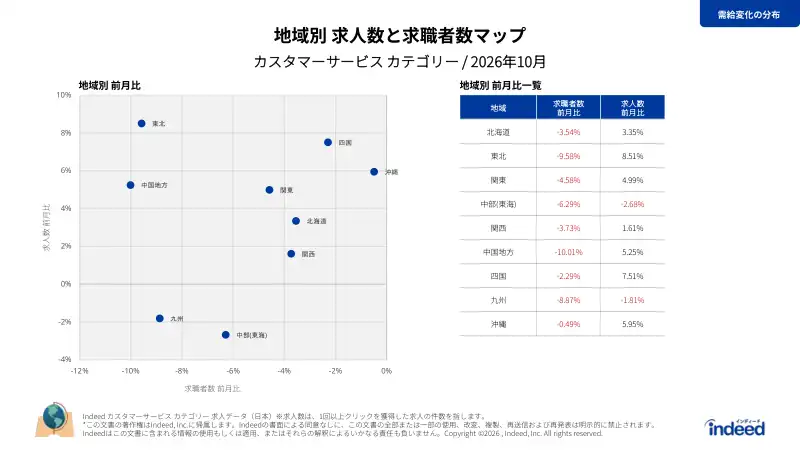 需給変化の分布
地域別 求人数と求職者数マップ
カスタマーサービス カテゴリー / 2026年10月
地域別 前月比
10%
8%
6%
4%
2%
0%
-2%
-4%
-12%
-10%
-8%
-6%
-4%
-2%
0%
求人数 前月比
求職者数 前月比
東北
四国
沖縄
中国地方
関東
北海道
関西
九州
中部(東海)
地域別 前月比一覧
地域 求職者数 前月比 求人数 前月比
北海道 -3.54% 3.35%
東北 -9.58% 8.51%
関東 -4.58% 4.99%
中部(東海) -6.29% -2.68%
関西 -3.73% 1.61%
中国地方 -10.01% 5.25%
四国 -2.29% 7.51%
九州 -8.87% -1.81%
沖縄 -0.49% 5.95%
Indeed カスタマーサービス カテゴリー 求人データ（日本）※求人数は、1回以上クリックを獲得した求人の件数を指します。
*この文書の著作権はIndeed, Inc.に帰属します。Indeedの書面による同意なしに、この文書の全部または一部の使用、改変、複製、再送信および再発表は明示的に禁止されます。
Indeedはこの文書に含まれる情報の使用もしくは適用、またはそれらの解釈によるいかなる責任も負いません。Copyright ©2026 , Indeed, Inc. All rights reserved.
インディード
indeed